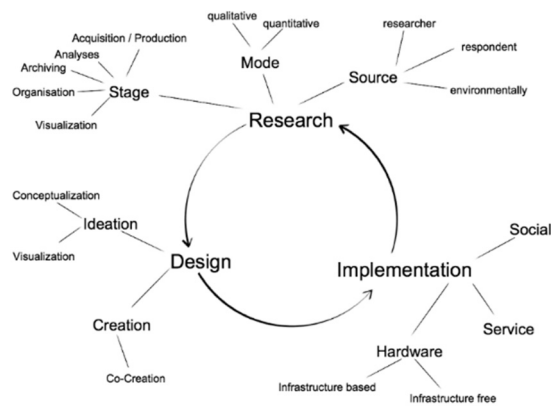 qualitative
quantitative
Acquisition / Production
researcher
Analyses
Mode
respondent
Archiving
Source
Organisation
Stage
environmentally
Visualization
Research
Conceptualization
Ideation
Social
Visualization
Design
Implementation
Creation
Service
Hardware
Co-Creation
Infrastructure based
Infrastructure free